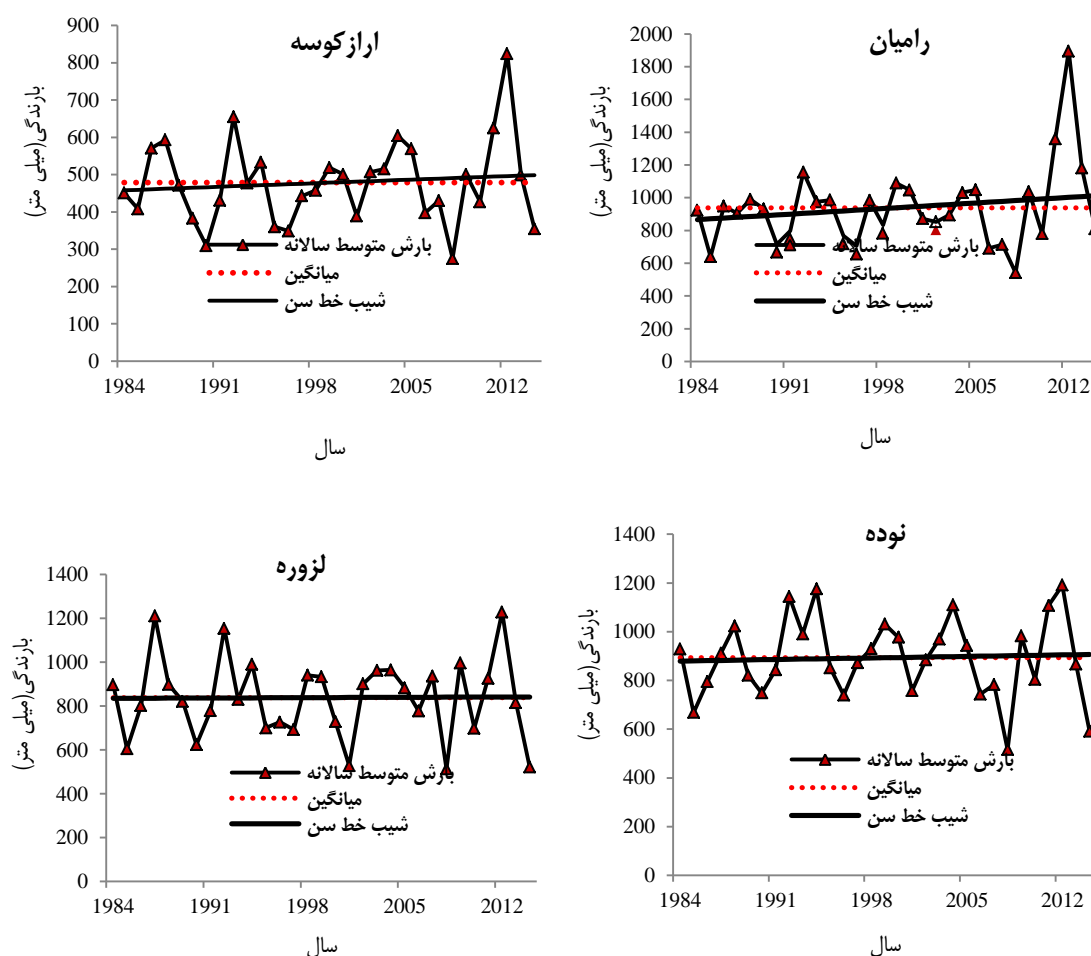 ارازکوسه
بارندگی(میلی متر)
900
800
700
600
500
400
300
200
100
0
بارش متوسط سالانه
میانگین
شیب خط سن
1984 1991 1998 2005 2012
سال
رامیان
بارندگی(میلی متر)
2000
1800
1600
1400
1200
1000
800
600
400
200
0
بارش متوسط سالانه
میانگین
شیب خط سن
1984 1991 1998 2005 2012
سال
لزوره
بارندگی(میلی متر)
1400
1200
1000
800
600
400
200
0
بارش متوسط سالانه
میانگین
شیب خط سن
1984 1991 1998 2005 2012
سال
نوده
بارندگی(میلی متر)
1400
1200
1000
800
600
400
200
0
بارش متوسط سالانه
میانگین
شیب خط سن
1984 1991 1998 2005 2012
سال